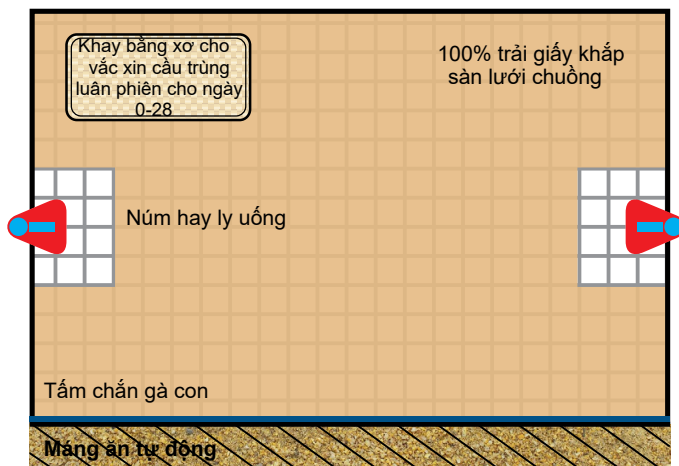 Khay bằng xơ cho
vắc xin cầu trùng
luân phiên cho ngày
0-28
100% trải giấy khắp
sàn lưới chuồng
Núm hay ly uống
Tấm chắn gà con
Máng ăn tự động